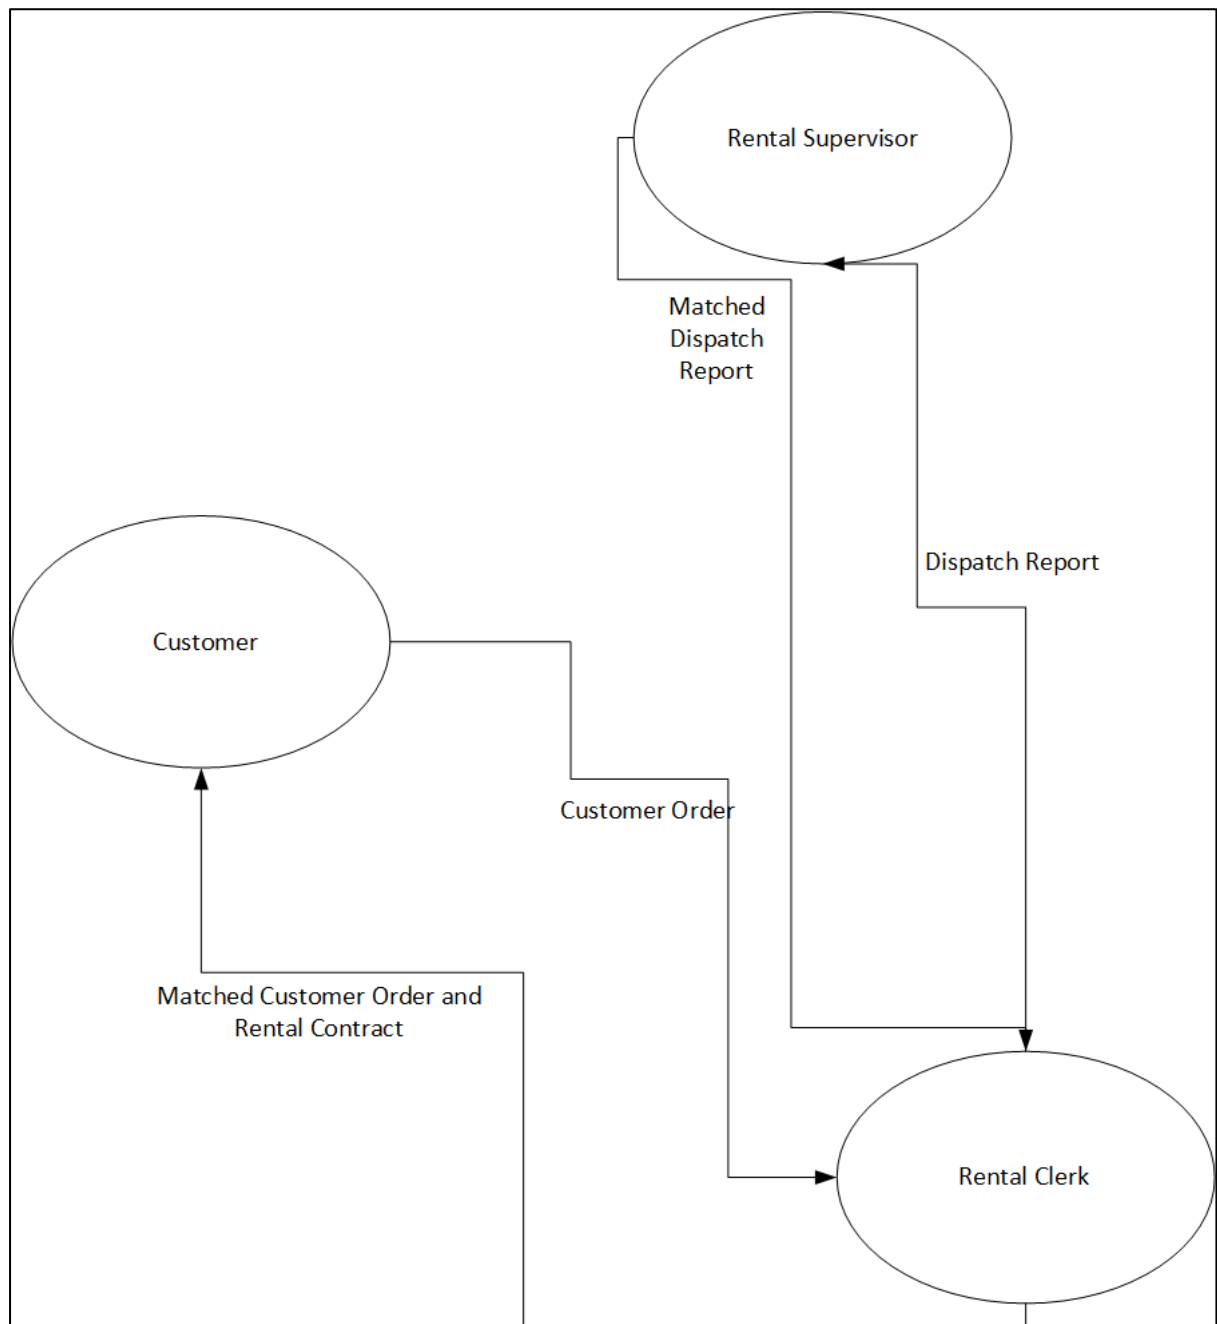 Rental Supervisor
Matched
Dispatch
Report
Dispatch Report
Customer
Customer Order
Matched Customer Order and
Rental Contract
Rental Clerk